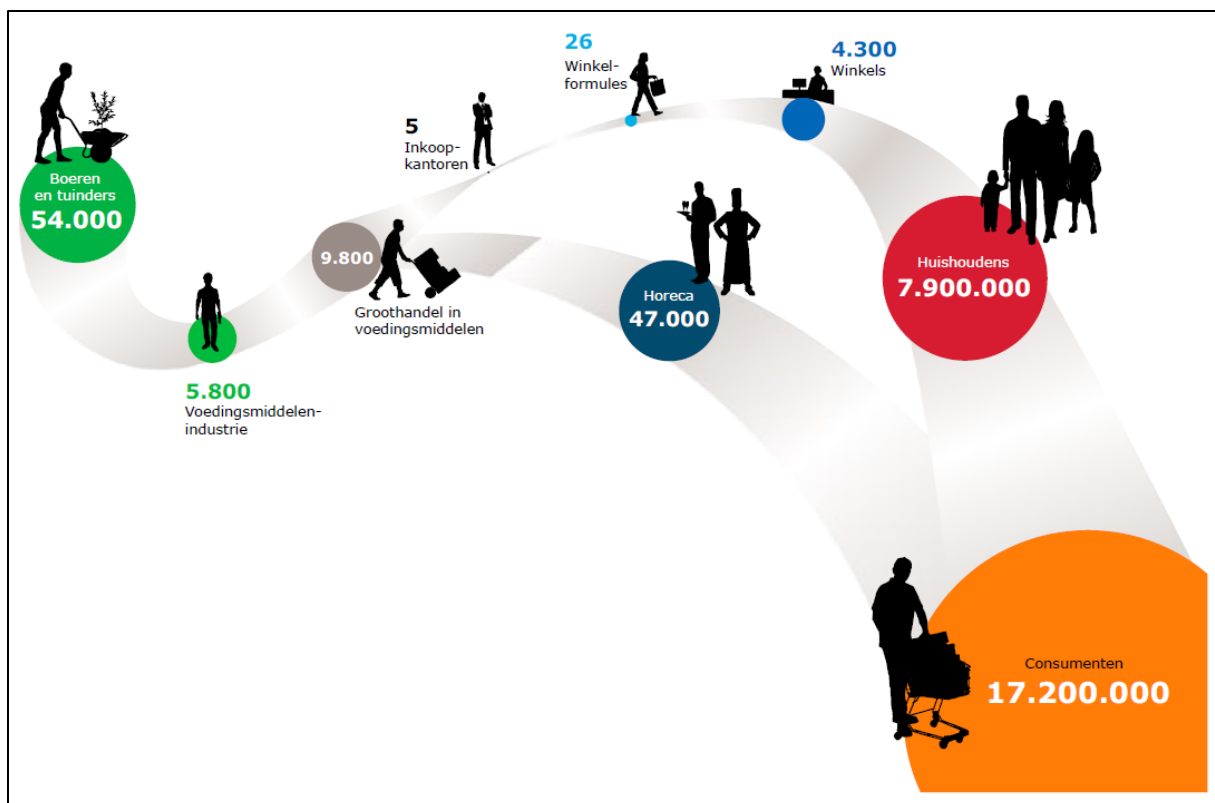 Boeren
en tuinders
54.000
5.800
Voedingsmiddelen-
industrie
9.800
Groothandel in
voedingsmiddelen
5
Inkoop-
kantoren
26
Winkel-
formules
4.300
Winkels
Horeca
47.000
Huishoudens
7.900.000
Consumenten
17.200.000